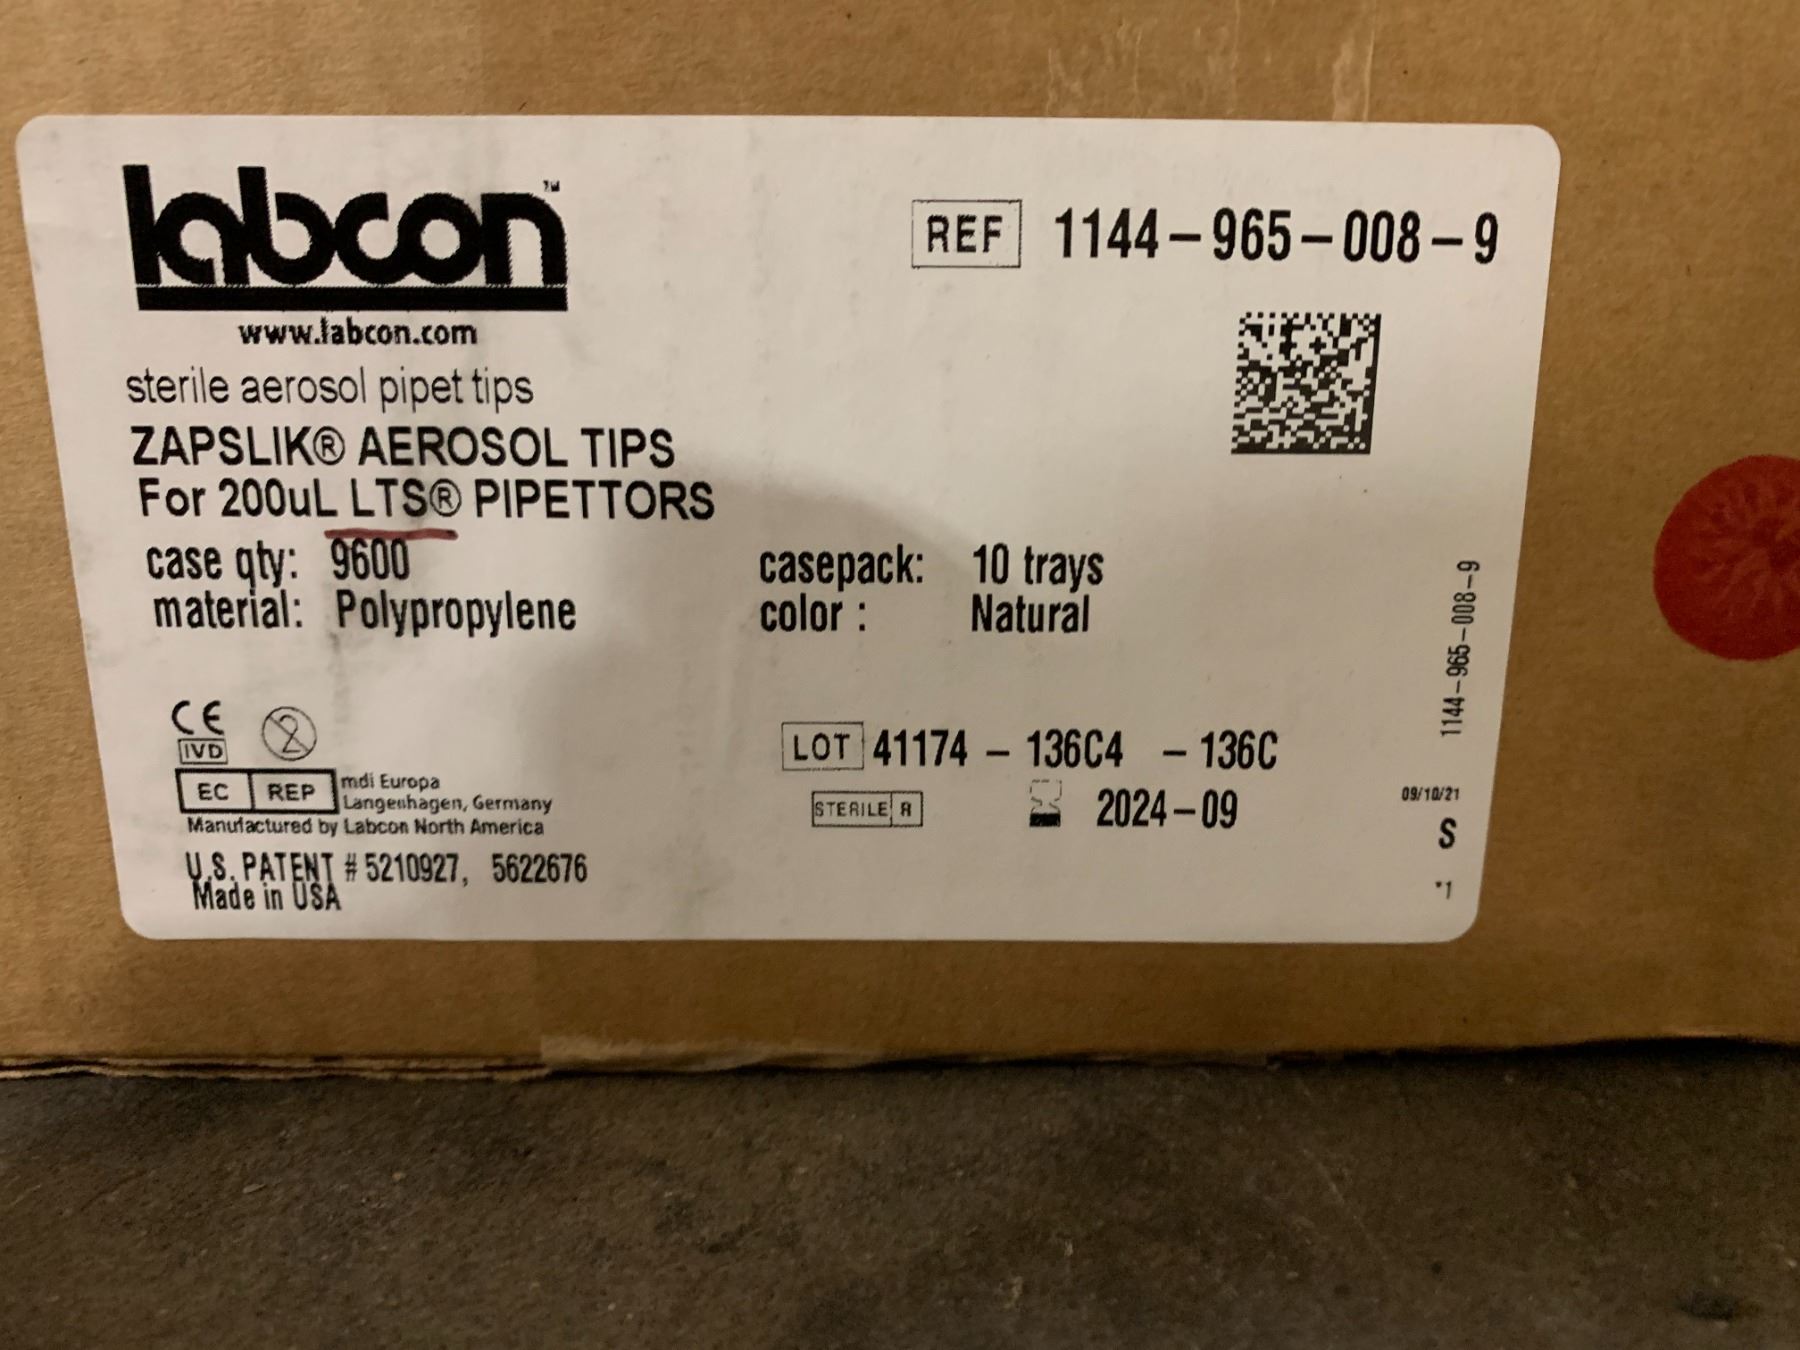 labcon™
www.labcon.com
REF 1144-965-008-9
sterile aerosol pipet tips
ZAPSLIK® AEROSOL TIPS
For 200uL LTS® PIPETTORS
case qty: 9600
casepack: 10 trays
material: Polypropylene
color : Natural
1144-965-008-9
CE
IVD
2
EC REP mdi Europa
Langenhagen, Germany
Manufactured by Labcon North America
U.S. PATENT # 5210927, 5622676
Made in USA
LOT 41174 - 136C4 - 136C
STERILE R
2024-09
09/10/21
S
*1